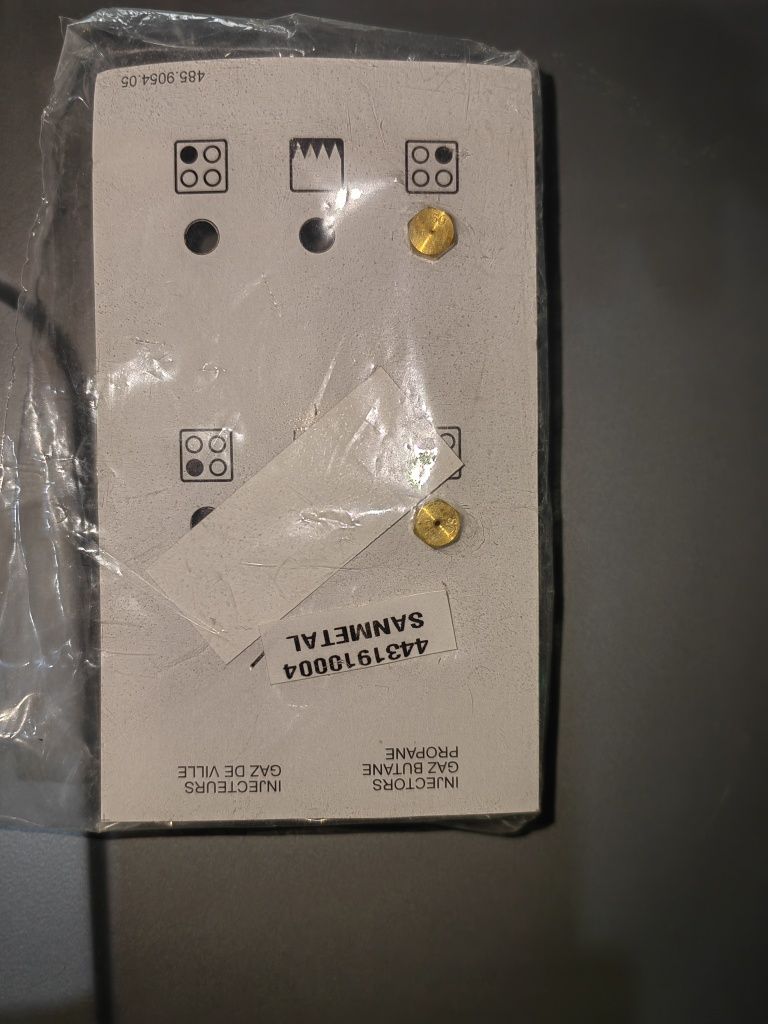 INJECTORS
GAZ BUTANE
PROPANE
INJECTEURS
GAZ DE VILLE
4431910004
SANMETAL
485.9054.05